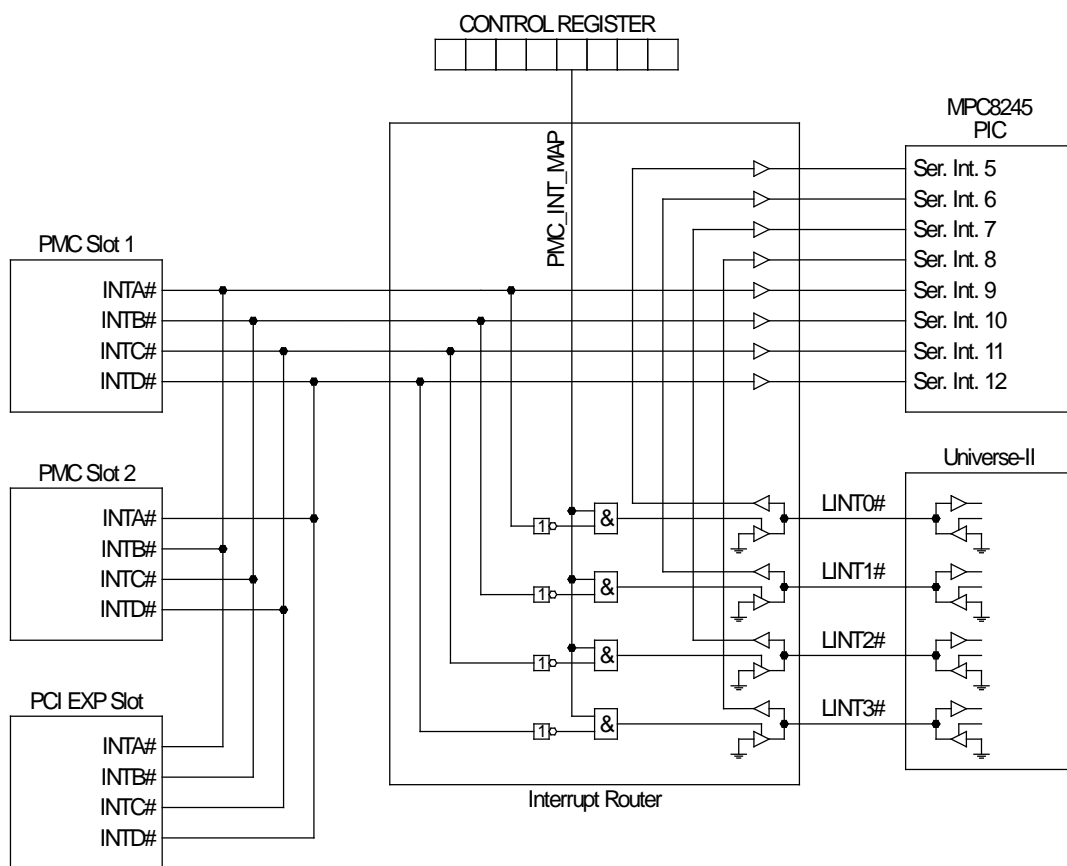 CONTROL REGISTER
PMC_INT_MAP
MPC8245
PIC
Ser. Int. 5
Ser. Int. 6
Ser. Int. 7
Ser. Int. 8
Ser. Int. 9
Ser. Int. 10
Ser. Int. 11
Ser. Int. 12
PMC Slot 1
INTA#
INTB#
INTC#
INTD#
PMC Slot 2
INTA#
INTB#
INTC#
INTD#
PCI EXP Slot
INTA#
INTB#
INTC#
INTD#
1
&
1
&
1
&
1
&
LINT0#
LINT1#
LINT2#
LINT3#
Universe-II
Interrupt Router